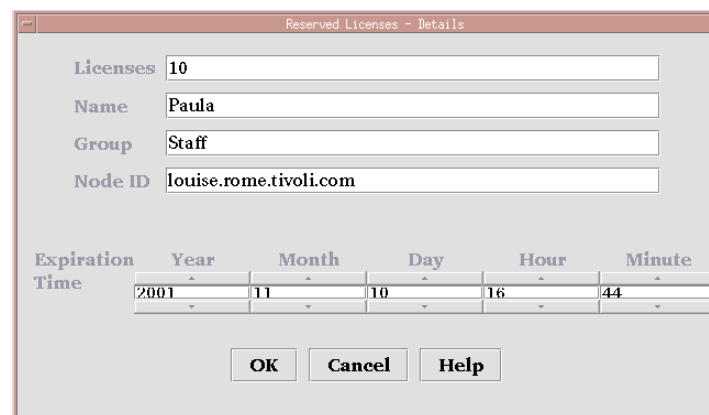 Reserved Licenses - Details
Licenses 10
Name Paula
Group Staff
Node ID louise.rome.tivoli.com
Expiration Time
Year Month Day Hour Minute
2001 11 10 16 44
OK Cancel Help